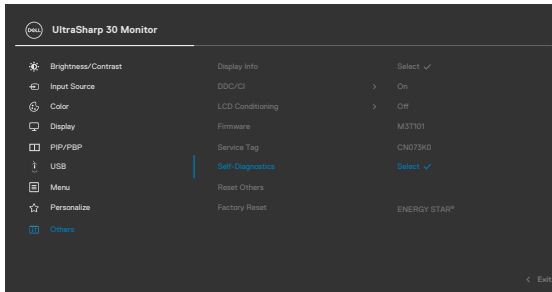 DELL UltraSharp 30 Monitor
Brightness/Contrast Display Info Select ✓
Input Source DDC/CI > On
Color LCD Conditioning > Off
Display Firmware M3T101
PIP/PBP Service Tag CN073K0
USB Self-Diagnostics Select ✓
Menu Reset Others
Personalize Factory Reset ENERGY STAR®
Others
< Exit